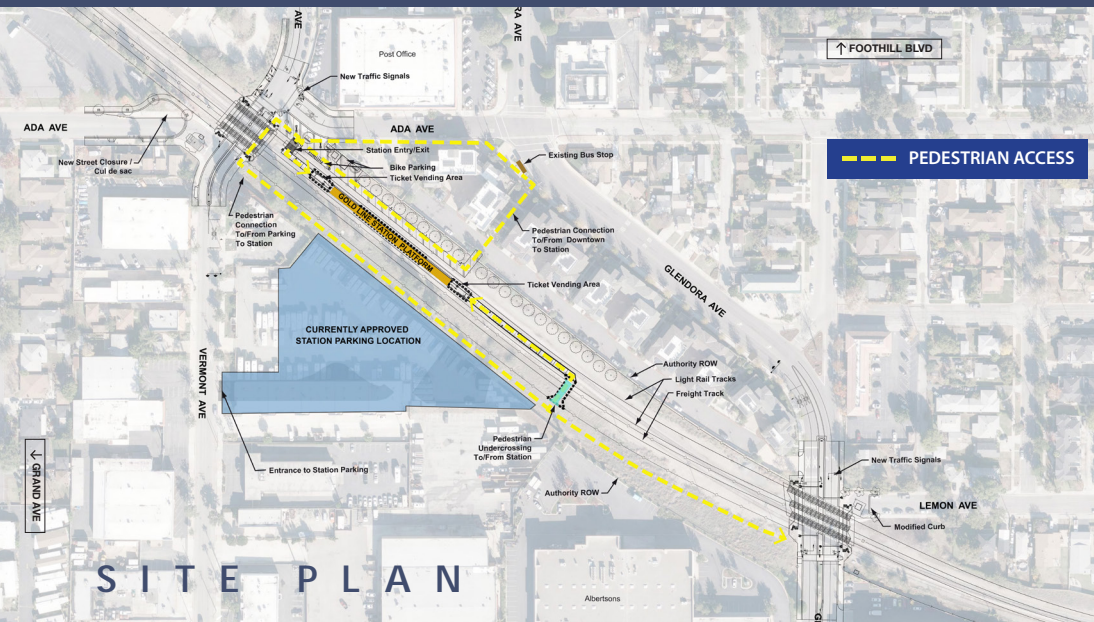 AVE
RA AVE
↑ FOOTHILL BLVD
Post Office
New Traffic Signals
ADA AVE
ADA AVE
Station Entry/Exit
Existing Bus Stop
PEDESTRIAN ACCESS
New Street Closure /
Cul de sac
Bike Parking
Ticket Vending Area
GOLD LINE STATION PLATFORM
Pedestrian
Connection
To/From Parking
To Station
Pedestrian Connection
To/From Downtown
To Station
Ticket Vending Area
GLENDORA AVE
CURRENTLY APPROVED
STATION PARKING LOCATION
VERMONT AVE
Authority ROW
Light Rail Tracks
Freight Track
Pedestrian
Undercrossing
To/From Station
Entrance to Station Parking
New Traffic Signals
← GRAND AVE
Authority ROW
LEMON AVE
Modified Curb
SITE PLAN
Albertsons